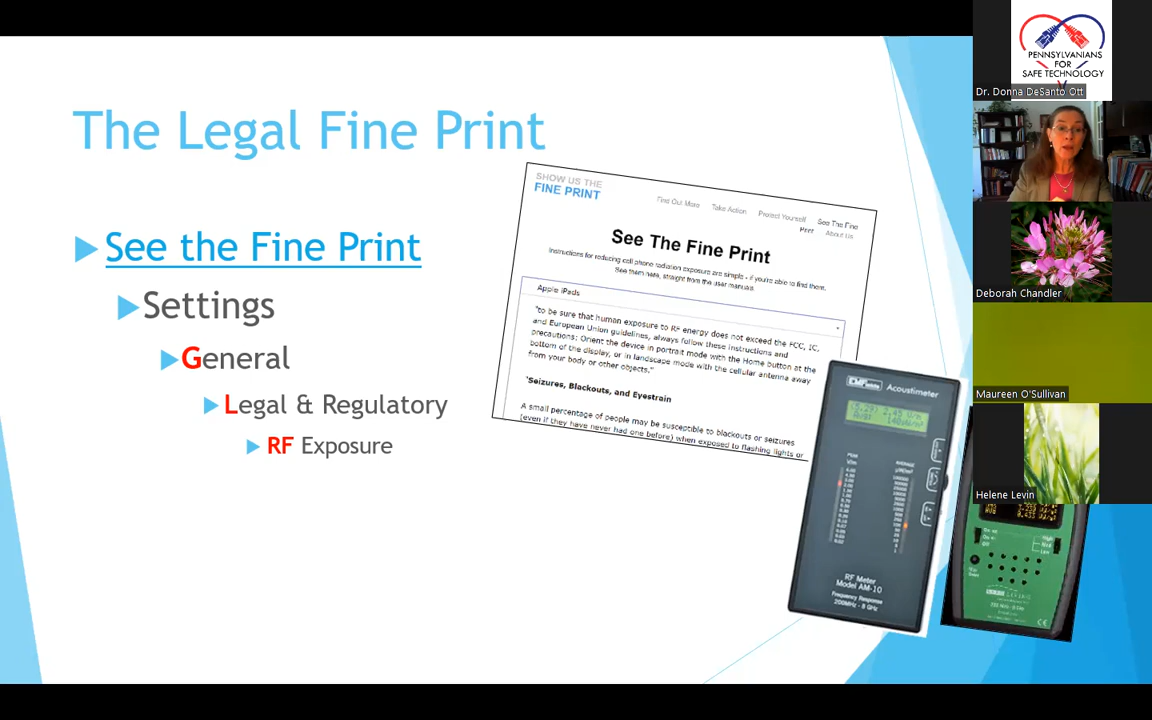 The Legal Fine Print
See the Fine Print
Settings
General
Legal & Regulatory
RF Exposure
SHOW US THE
FINE PRINT
Find Out More
Take Action
Protect Yourself
See The Fine
Print
About Us
See The Fine Print
Instructions for reducing cell phone radiation exposure are simple - if you're able to find them.
See them here, straight from the user manuals.
Apple iPads
"to be sure that human exposure to RF energy does not exceed the FCC, IC,
and European Union guidelines, always follow these instructions and
precautions: Orient the device in portrait mode with the Home button at the
bottom of the display, or in landscape mode with the cellular antenna away
from your body or other objects."
"Seizures, Blackouts, and Eyestrain
A small percentage of people may be susceptible to blackouts or seizures
(even if they have never had one before) when exposed to flashing lights or
Acoustimeter
RF Meter
Model AM-10
Frequency Response
200MHz - 8 GHz
PENNSYLVANIANS
FOR
SAFE TECHNOLOGY
Dr. Donna DeSanto Ott
Deborah Chandler
Maureen O'Sullivan
Helene Levin